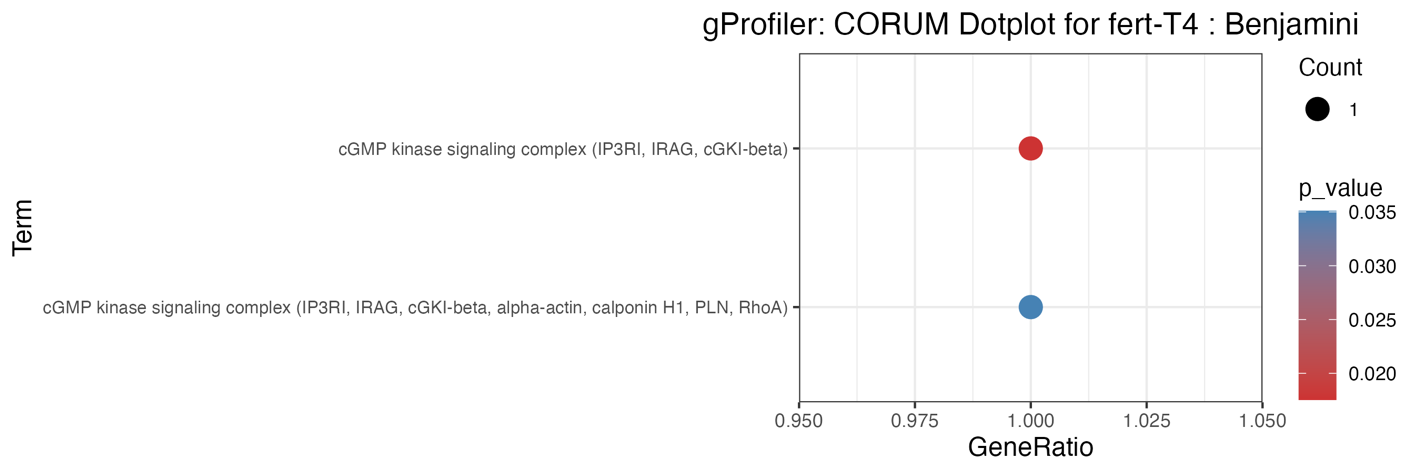 gProfiler: CORUM Dotplot for fert-T4 : Benjamini
Term
cGMP kinase signaling complex (IP3RI, IRAG, cGKI-beta)
cGMP kinase signaling complex (IP3RI, IRAG, cGKI-beta, alpha-actin, calponin H1, PLN, RhoA)
0.950 0.975 1.000 1.025 1.050
GeneRatio
Count
1
p_value
0.035
0.030
0.025
0.020